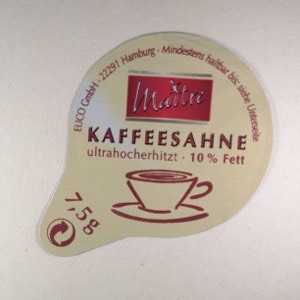 EUCO GmbH · 22291 Hamburg · Mindestens haltbar bis: siehe Unterseite
Maitre
KAFFEESAHNE
ultrahocherhitzt · 10 % Fett
7,5g